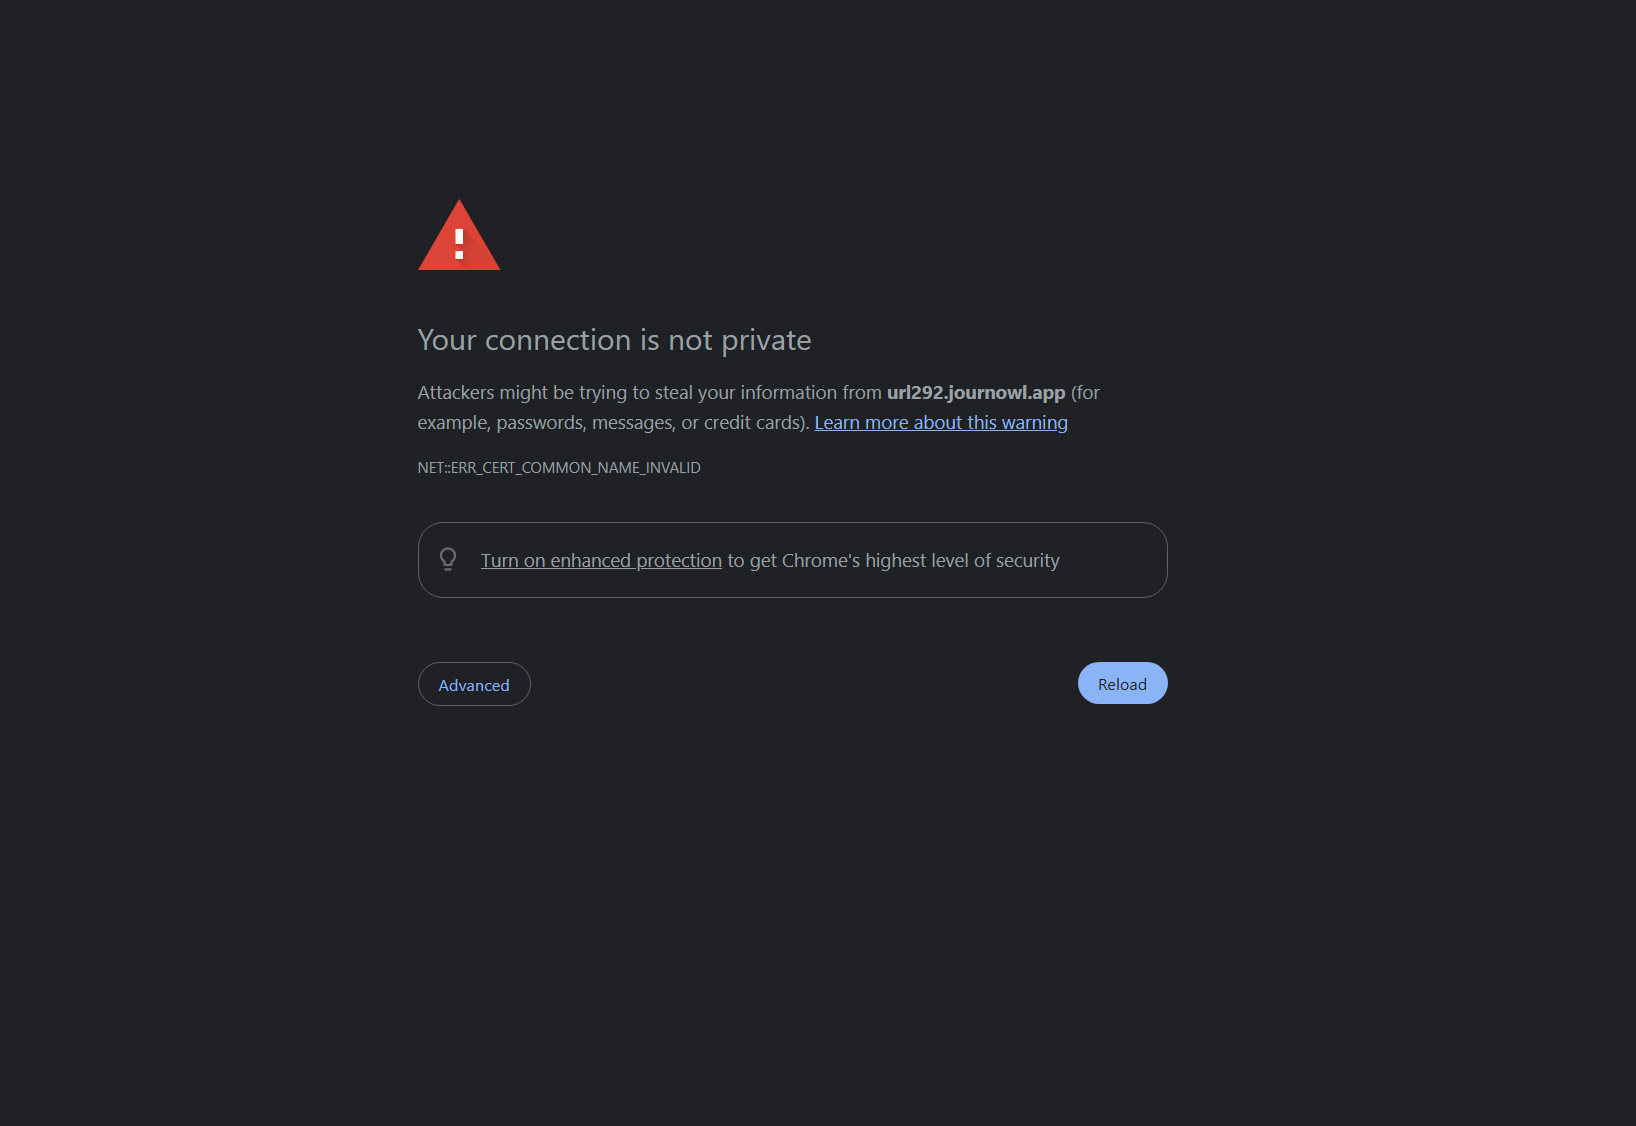 Your connection is not private
Attackers might be trying to steal your information from url292.journowl.app (for
example, passwords, messages, or credit cards). Learn more about this warning
NET::ERR_CERT_COMMON_NAME_INVALID
Turn on enhanced protection to get Chrome's highest level of security
Advanced
Reload